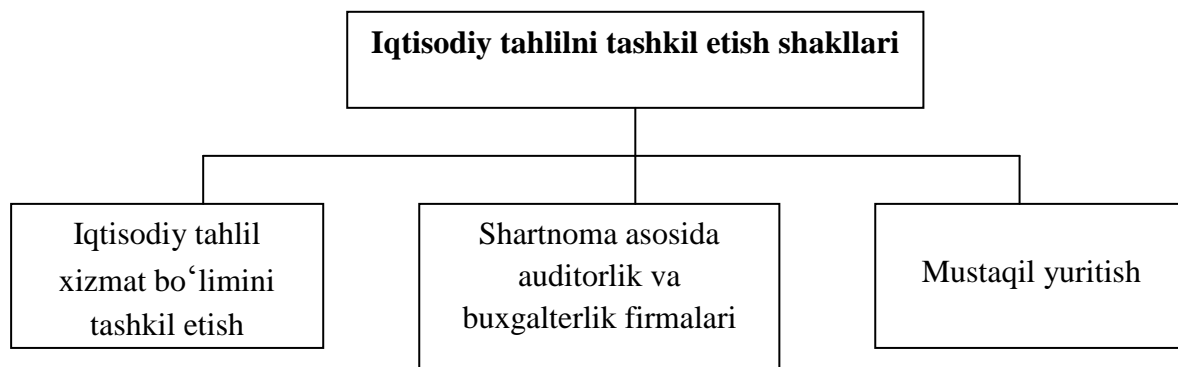 Iqtisodiy tahlilni tashkil etish shakllari
Iqtisodiy tahlil
xizmat bo‘limini
tashkil etish
Shartnoma asosida
auditorlik va
buxgalterlik firmalari
Mustaqil yuritish